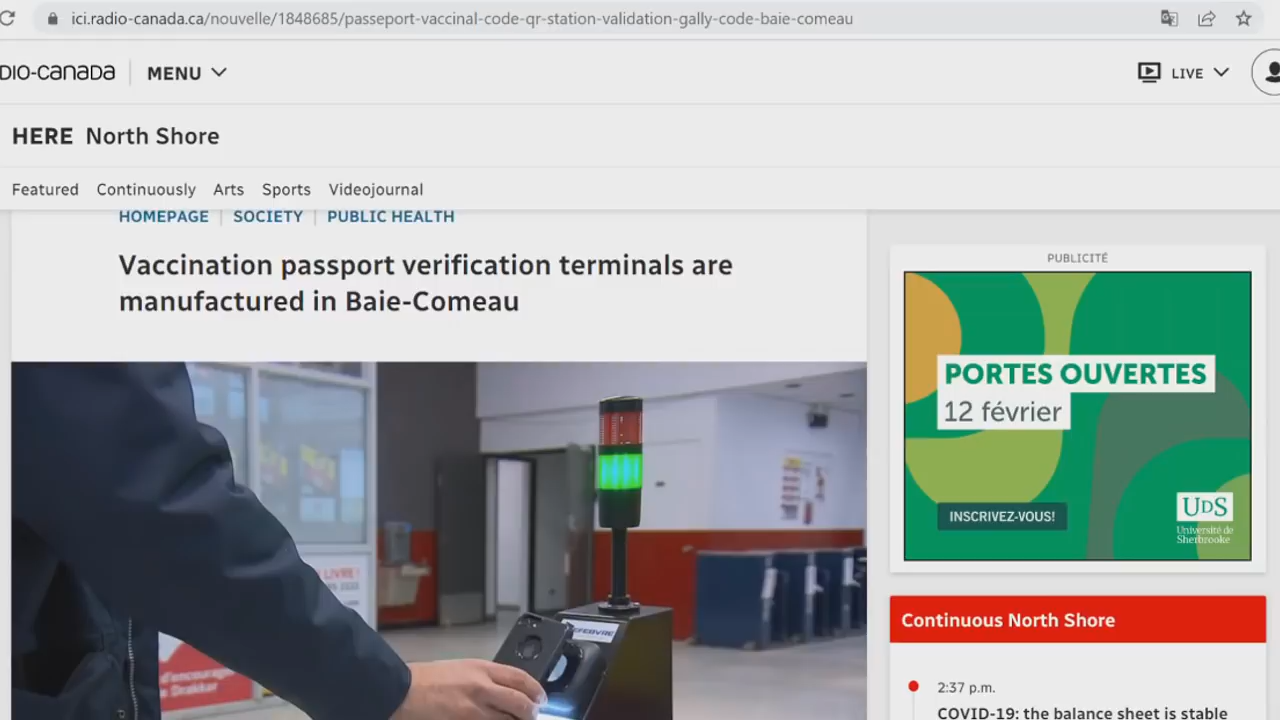 ici.radio-canada.ca/nouvelle/1848685/passeport-vaccinal-code-qr-station-validation-gally-code-baie-comeau
DIO-CANADA
MENU
LIVE
HERE North Shore
Featured Continuously Arts Sports Videojournal
HOMEPAGE SOCIETY PUBLIC HEALTH
Vaccination passport verification terminals are
manufactured in Baie-Comeau
LIVRE!
d'encourage
Drakkar
PUBLICITÉ
PORTES OUVERTES
12 février
INSCRIVEZ-VOUS!
UDS
Université de
Sherbrooke
Continuous North Shore
2:37 p.m.
COVID-19: the balance sheet is stable